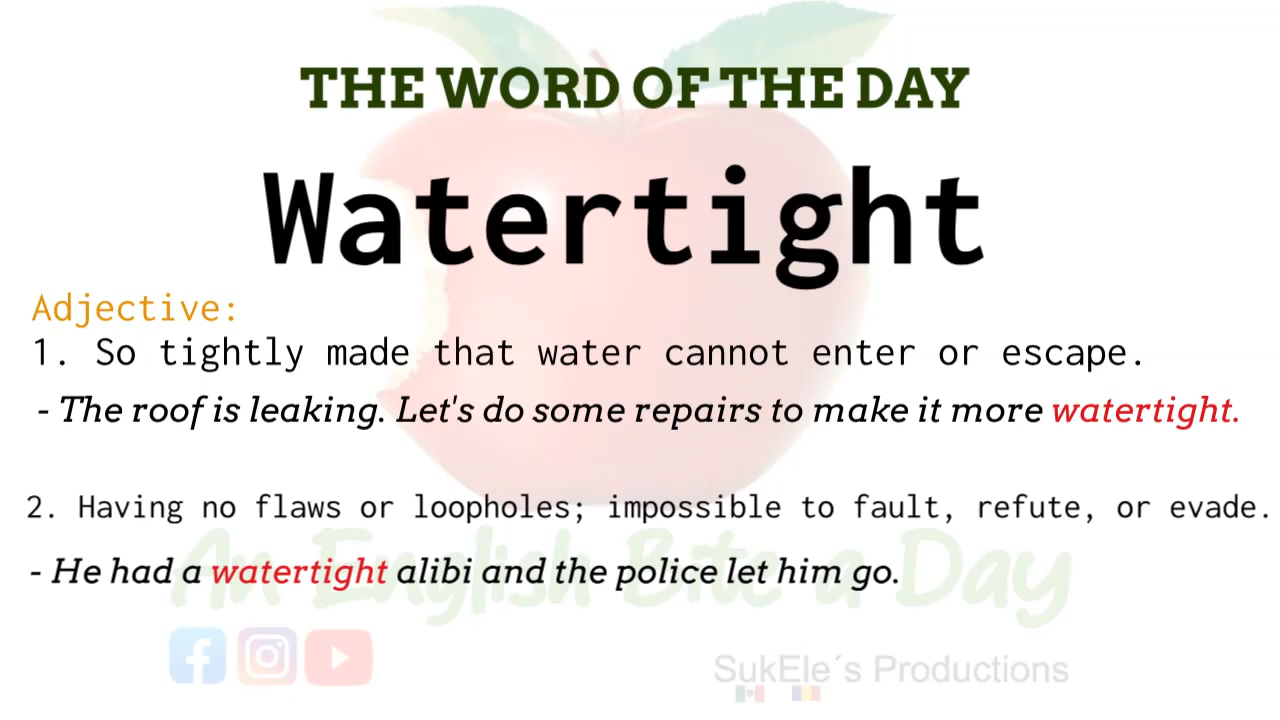 THE WORD OF THE DAY
Watertight
Adjective:
1. So tightly made that water cannot enter or escape.
- The roof is leaking. Let's do some repairs to make it more watertight.
2. Having no flaws or loopholes; impossible to fault, refute, or evade.
An English Bite a Day
- He had a watertight alibi and the police let him go.
SukEle´s Productions